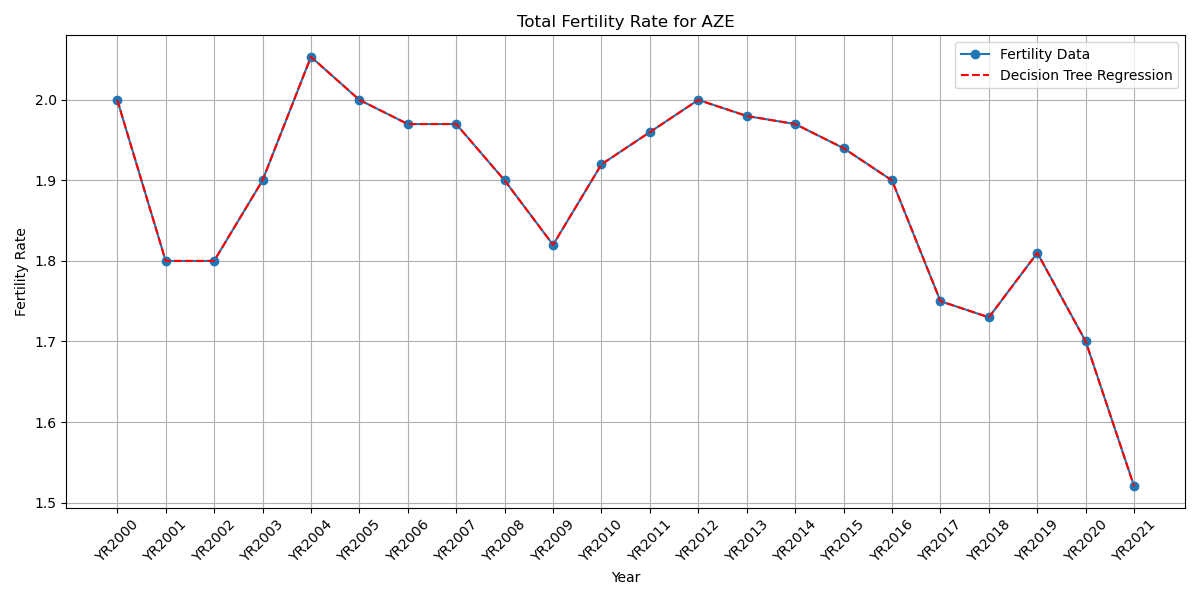 Total Fertility Rate for AZE
Fertility Data
Decision Tree Regression
Fertility Rate
2.0
1.9
1.8
1.7
1.6
1.5
YR2000
YR2001
YR2002
YR2003
YR2004
YR2005
YR2006
YR2007
YR2008
YR2009
YR2010
YR2011
YR2012
YR2013
YR2014
YR2015
YR2016
YR2017
YR2018
YR2019
YR2020
YR2021
Year